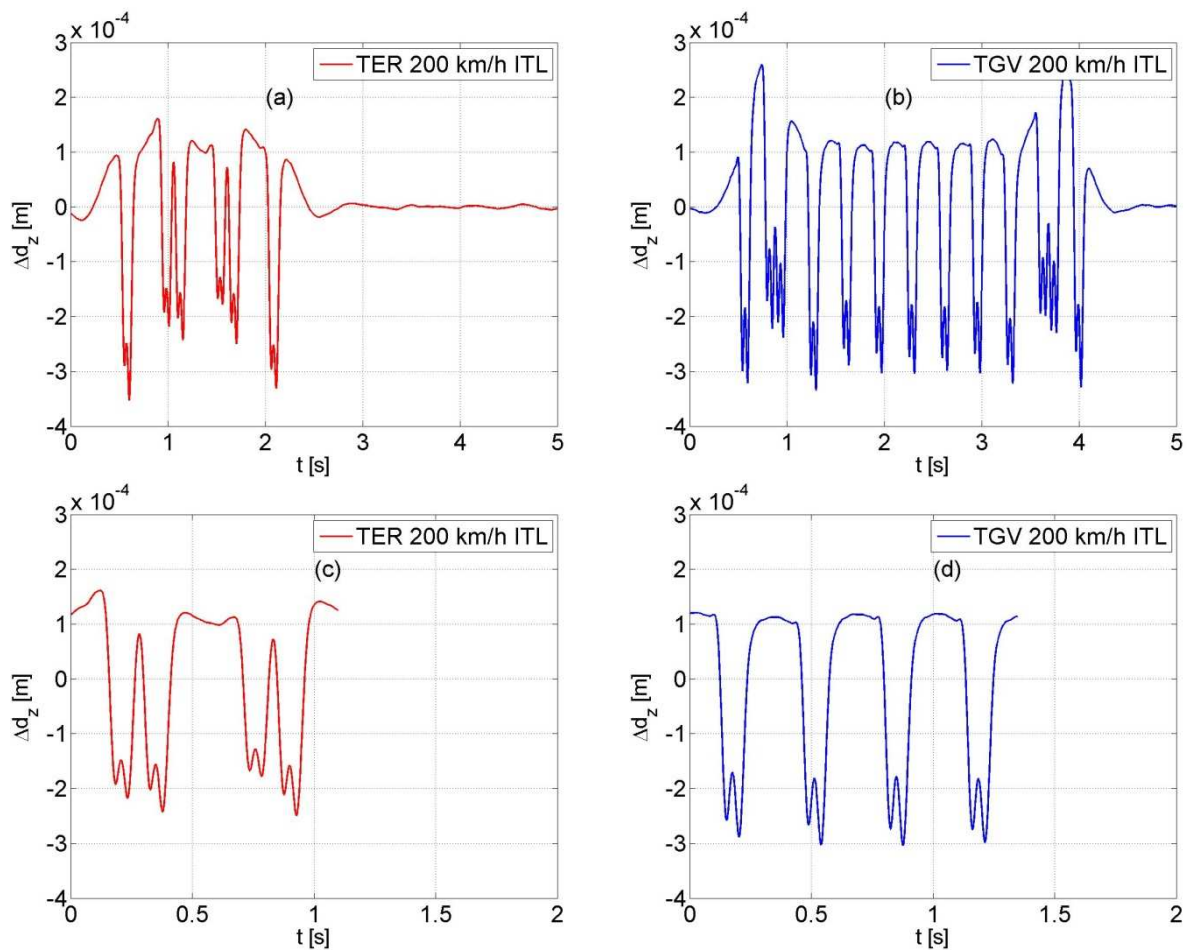 x 10⁻⁴
3
2
1
0
-1
-2
-3
-4
Δd_z [m]
TER 200 km/h ITL
(a)
0 1 2 3 4 5
t [s]
x 10⁻⁴
3
2
1
0
-1
-2
-3
-4
Δd_z [m]
TGV 200 km/h ITL
(b)
0 1 2 3 4 5
t [s]
x 10⁻⁴
3
2
1
0
-1
-2
-3
-4
Δd_z [m]
TER 200 km/h ITL
(c)
0 0.5 1 1.5 2
t [s]
x 10⁻⁴
3
2
1
0
-1
-2
-3
-4
Δd_z [m]
TGV 200 km/h ITL
(d)
0 0.5 1 1.5 2
t [s]